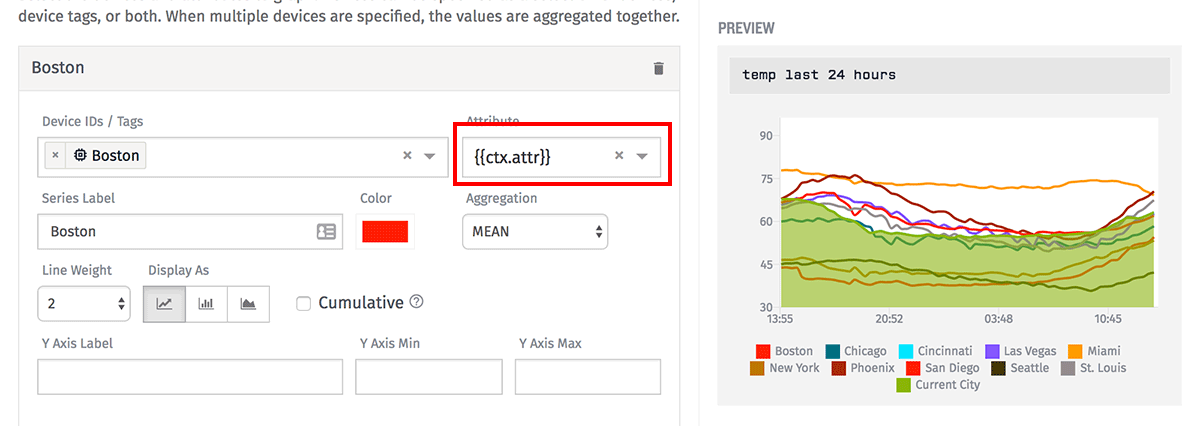 device tags, or both. When multiple devices are specified, the values are aggregated together.
Boston
Device IDs / Tags
Attribute
× Boston ×
{{ctx.attr}} ×
Series Label
Color
Aggregation
Boston
MEAN
Line Weight
Display As
2
Cumulative ?
Y Axis Label
Y Axis Min
Y Axis Max
PREVIEW
temp last 24 hours
90
75
60
45
30
13:55 20:52 03:48 10:45
Boston Chicago Cincinnati Las Vegas Miami
New York Phoenix San Diego Seattle St. Louis
Current City